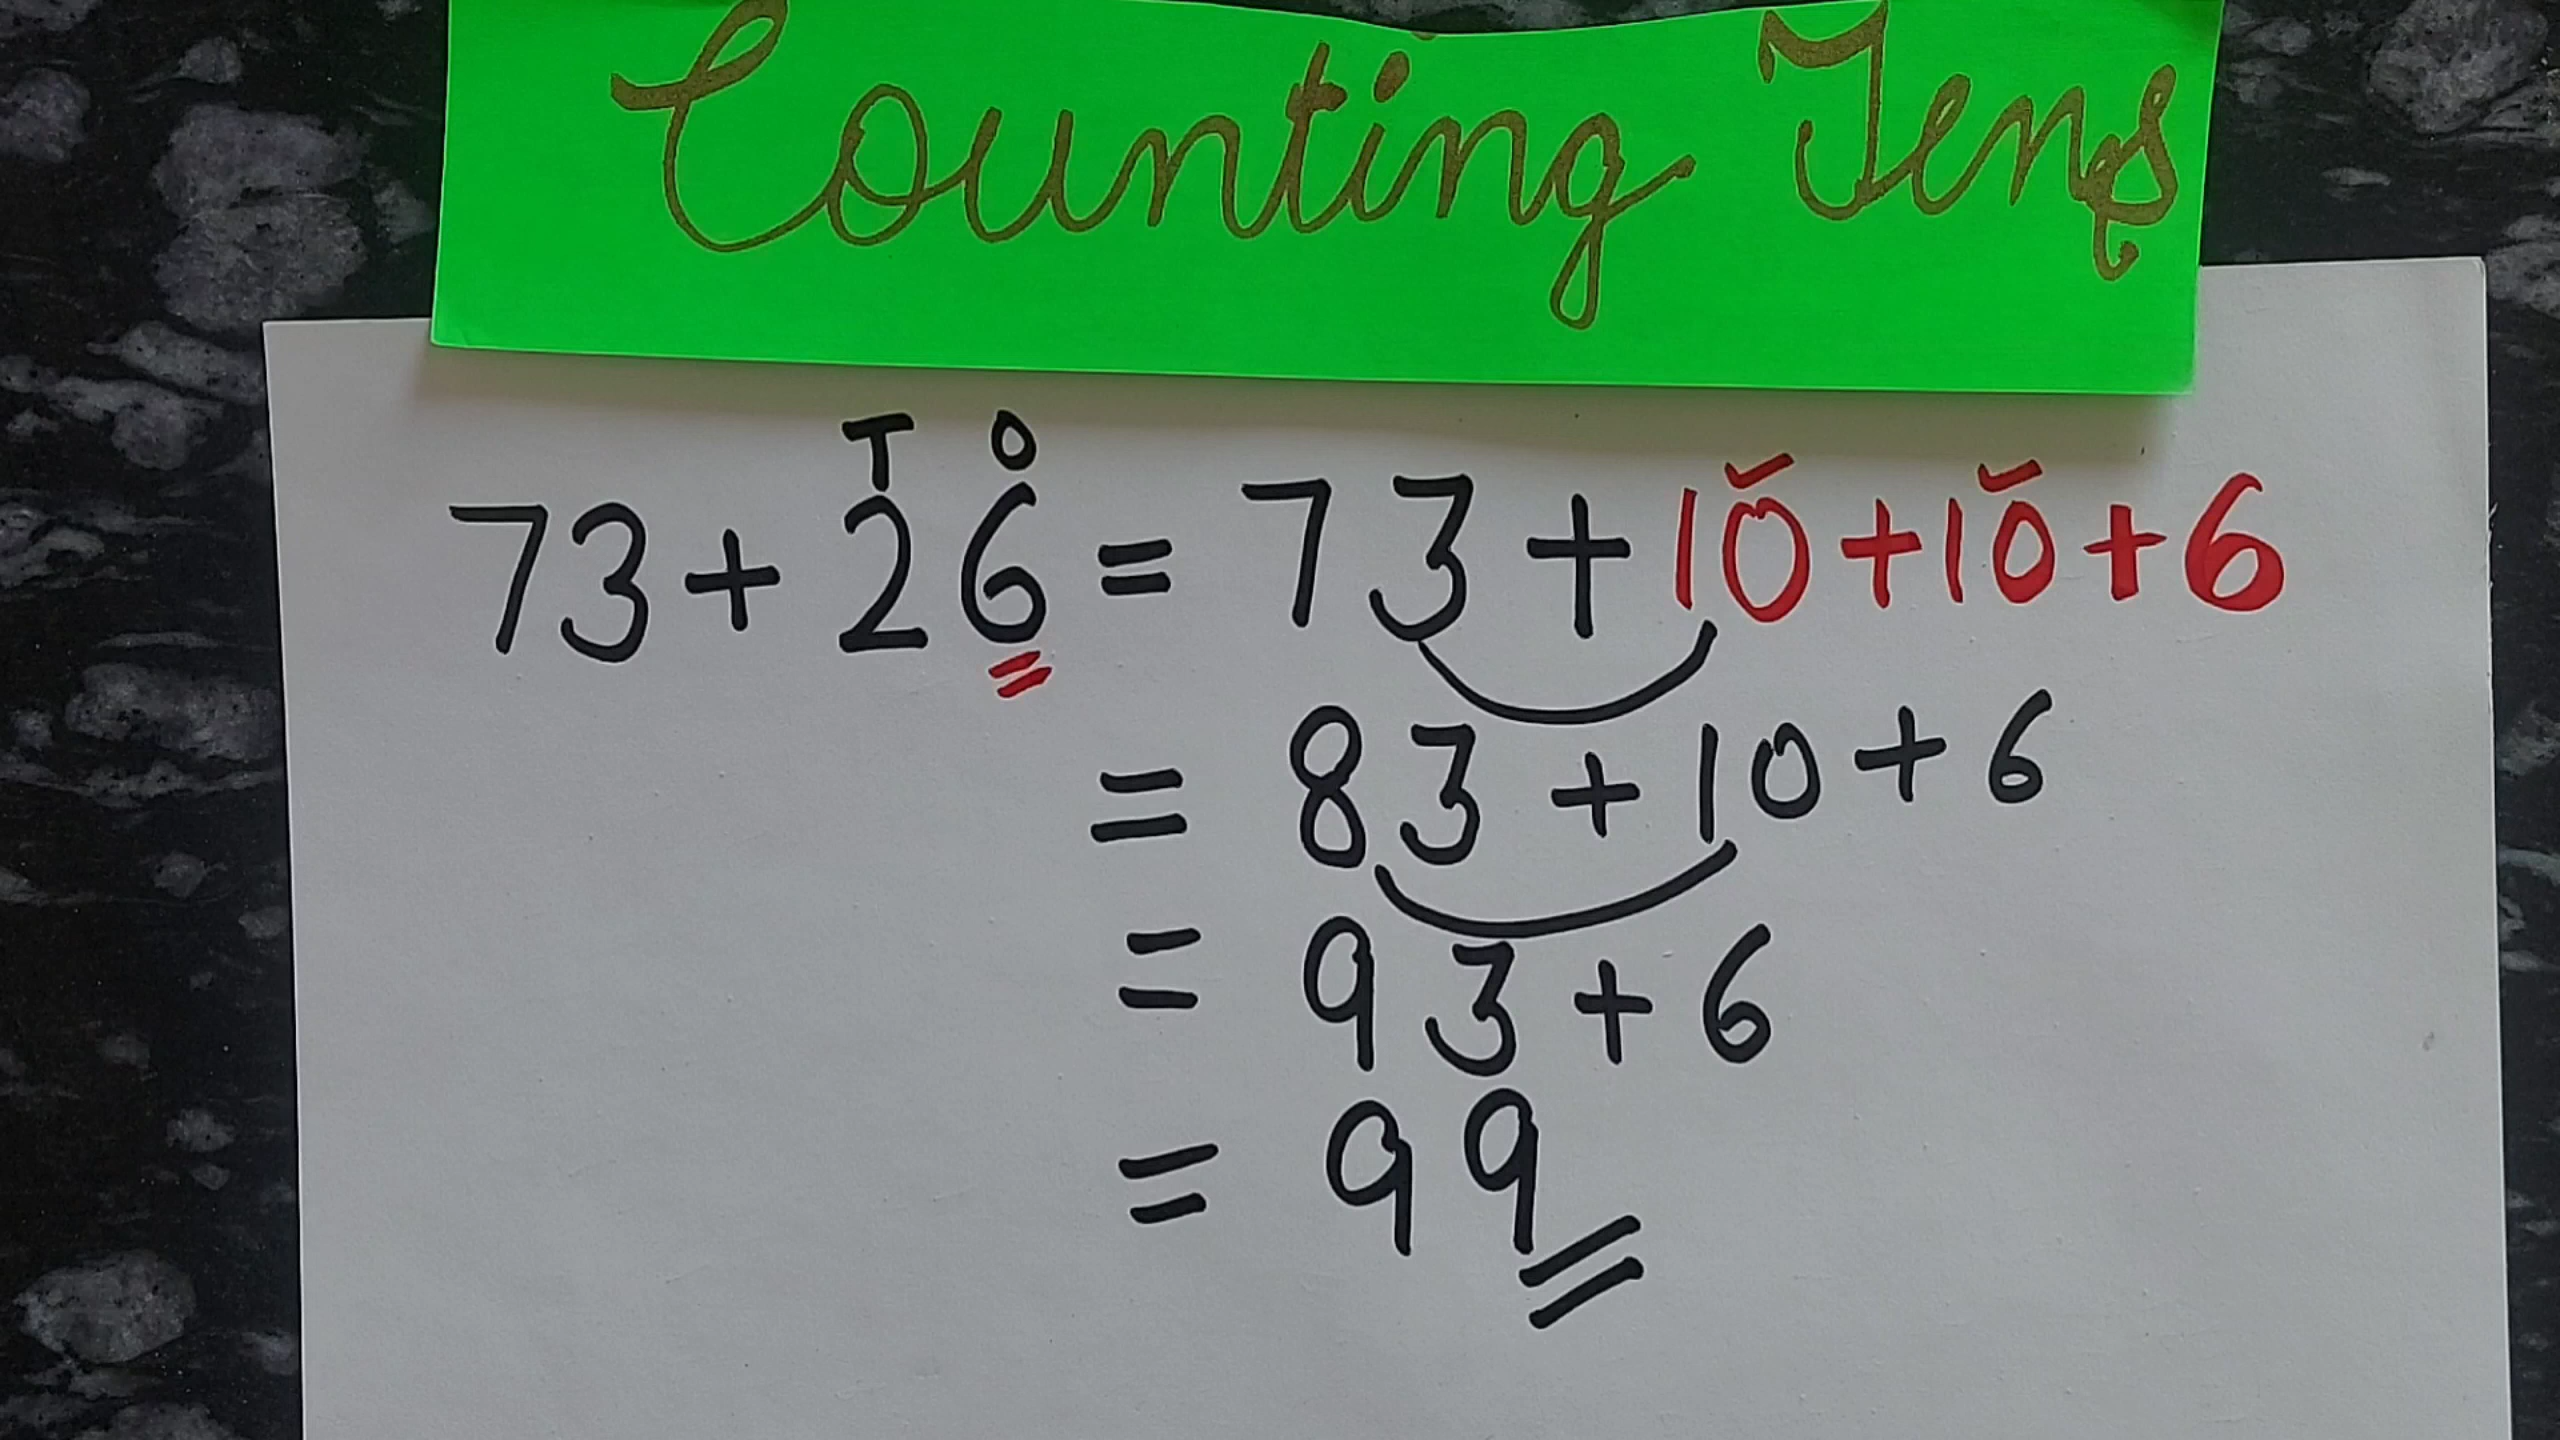 Counting Tens
T O
73 + 26 = 73 + 10 + 10 + 6
= 83 + 10 + 6
= 93 + 6
= 99